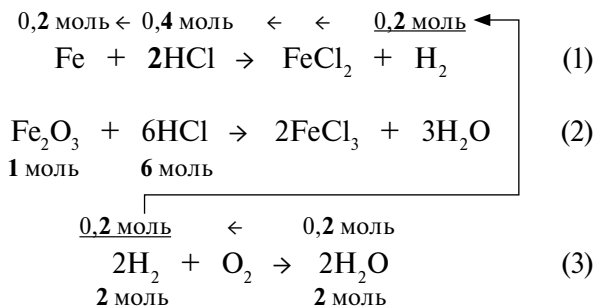 0,2 моль ← 0,4 моль ← ← 0,2 моль
Fe + 2HCl → FeCl₂ + H₂ (1)
Fe₂O₃ + 6HCl → 2FeCl₃ + 3H₂O (2)
1 моль 6 моль
0,2 моль ← 0,2 моль
2H₂ + O₂ → 2H₂O (3)
2 моль 2 моль